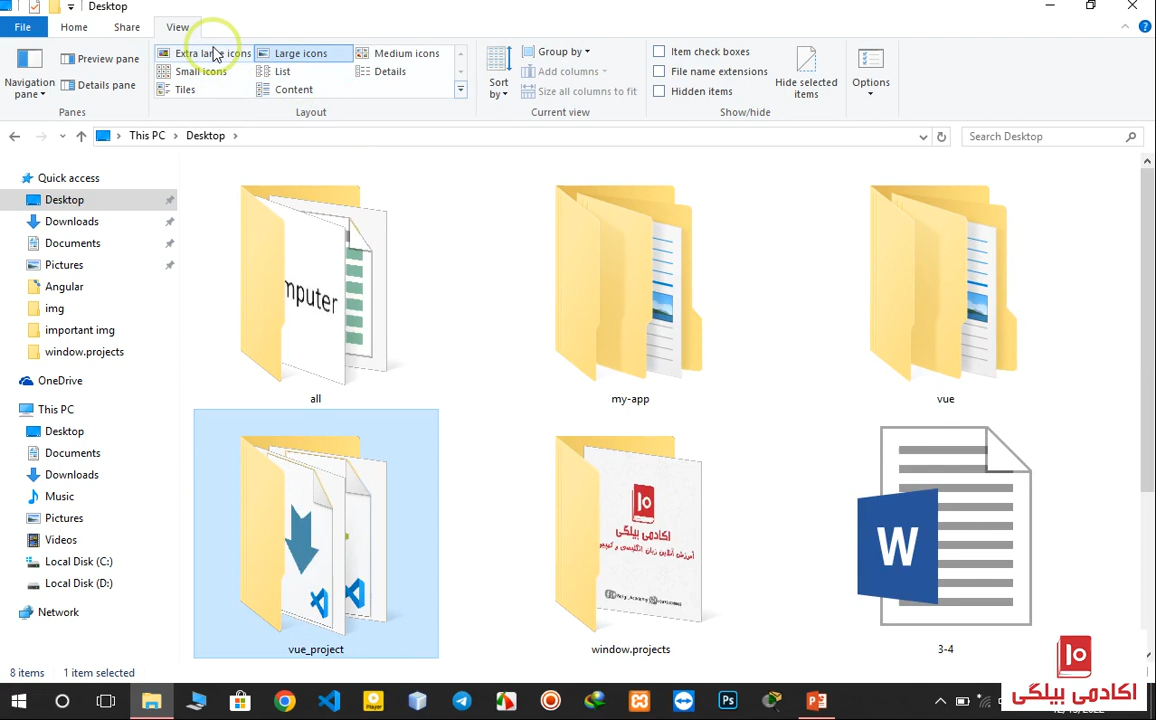 Desktop
File Home Share View
Navigation pane
Preview pane
Details pane
Panes
Extra large icons Large icons Medium icons
Small icons List Details
Tiles Content
Layout
Sort by
Group by
Add columns
Size all columns to fit
Current view
Item check boxes
File name extensions
Hidden items
Hide selected items
Show/hide
Options
This PC Desktop
Search Desktop
Quick access
Desktop
Downloads
Documents
Pictures
Angular
img
important img
window.projects
OneDrive
This PC
Desktop
Documents
Downloads
Music
Pictures
Videos
Local Disk (C:)
Local Disk (D:)
Network
mputer
all
my-app
vue
vue_project
اکادمی بیلگی
window.projects
W
3-4
8 items 1 item selected
Ps
اکادمی بیلگی